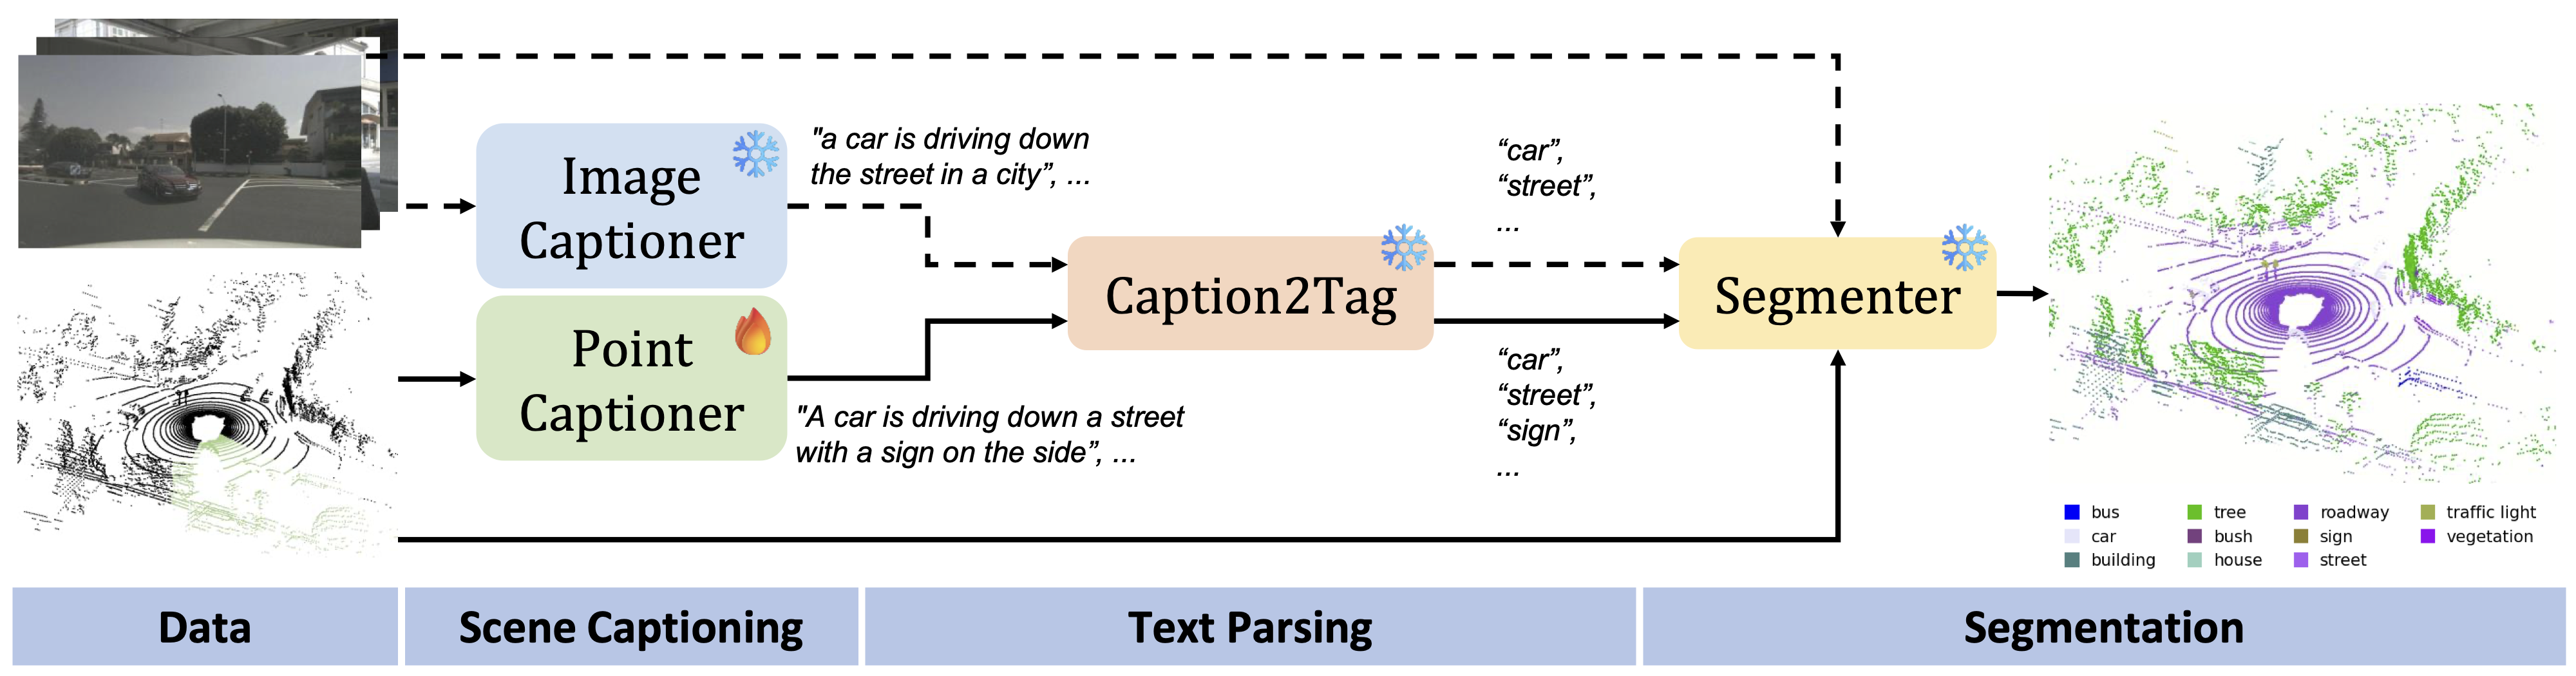 "a car is driving down
the street in a city”, ...
Image
Captioner
Point
Captioner
"A car is driving down a street
with a sign on the side”, ...
Caption2Tag
“car”,
“street”,
...
“car”,
“street”,
“sign”,
...
Segmenter
bus
car
building
tree
bush
house
roadway
sign
street
traffic light
vegetation
Data
Scene Captioning
Text Parsing
Segmentation